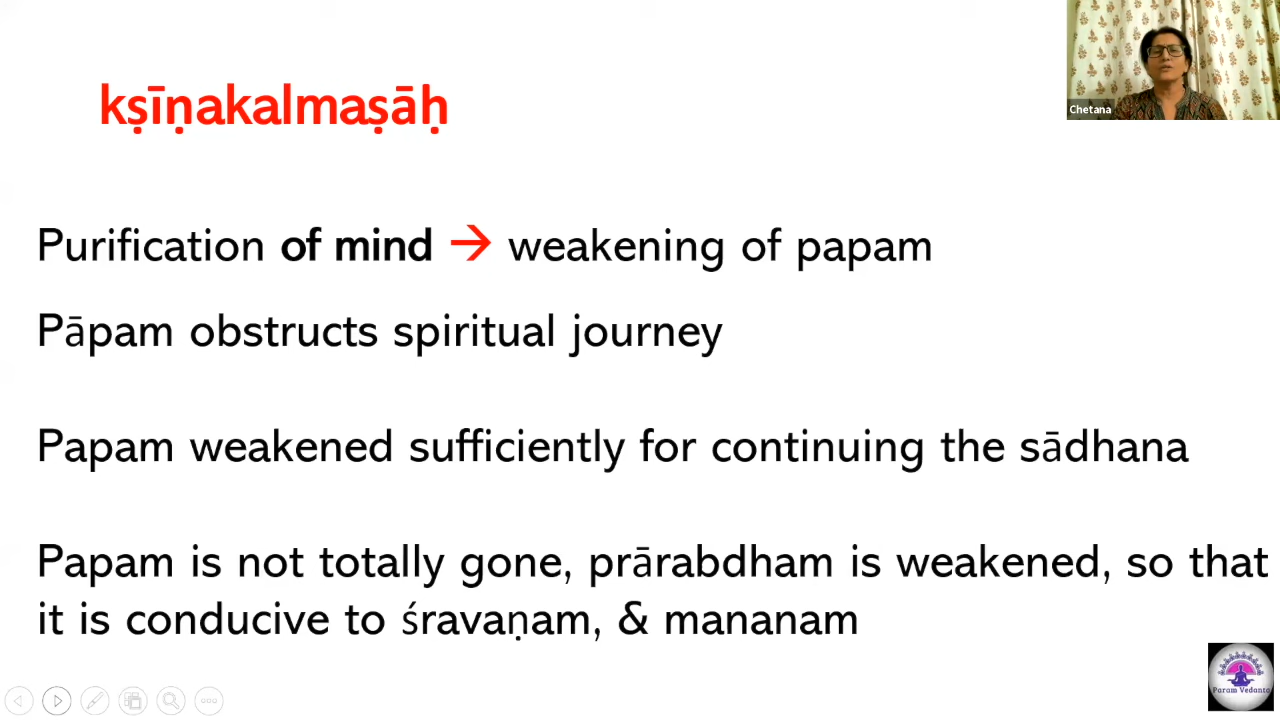 kṣīṇakalmaṣāḥ
Chetana
Purification of mind → weakening of papam
Pāpam obstructs spiritual journey
Papam weakened sufficiently for continuing the sādhana
Papam is not totally gone, prārabdham is weakened, so that
it is conducive to śravaṇam, & mananam
Param Vedanta